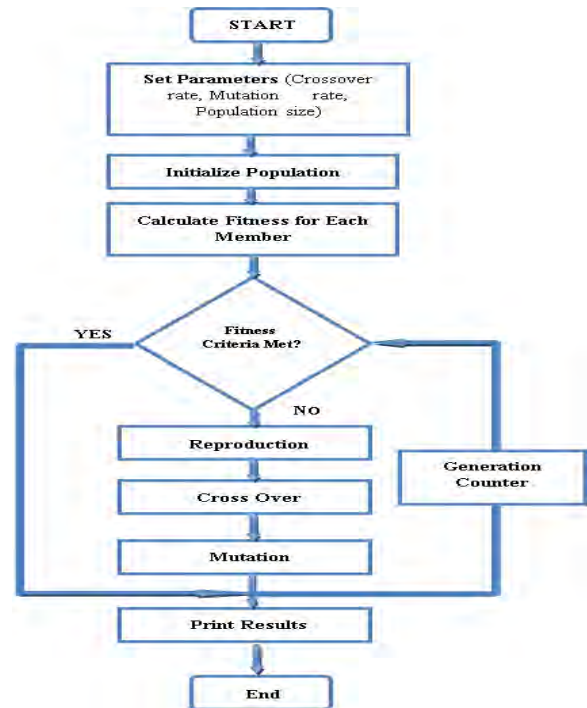 START
Set Parameters (Crossover
rate, Mutation rate,
Population size)
Initialize Population
Calculate Fitness for Each
Member
Fitness
Criteria Met?
YES
NO
Reproduction
Generation
Counter
Cross Over
Mutation
Print Results
End